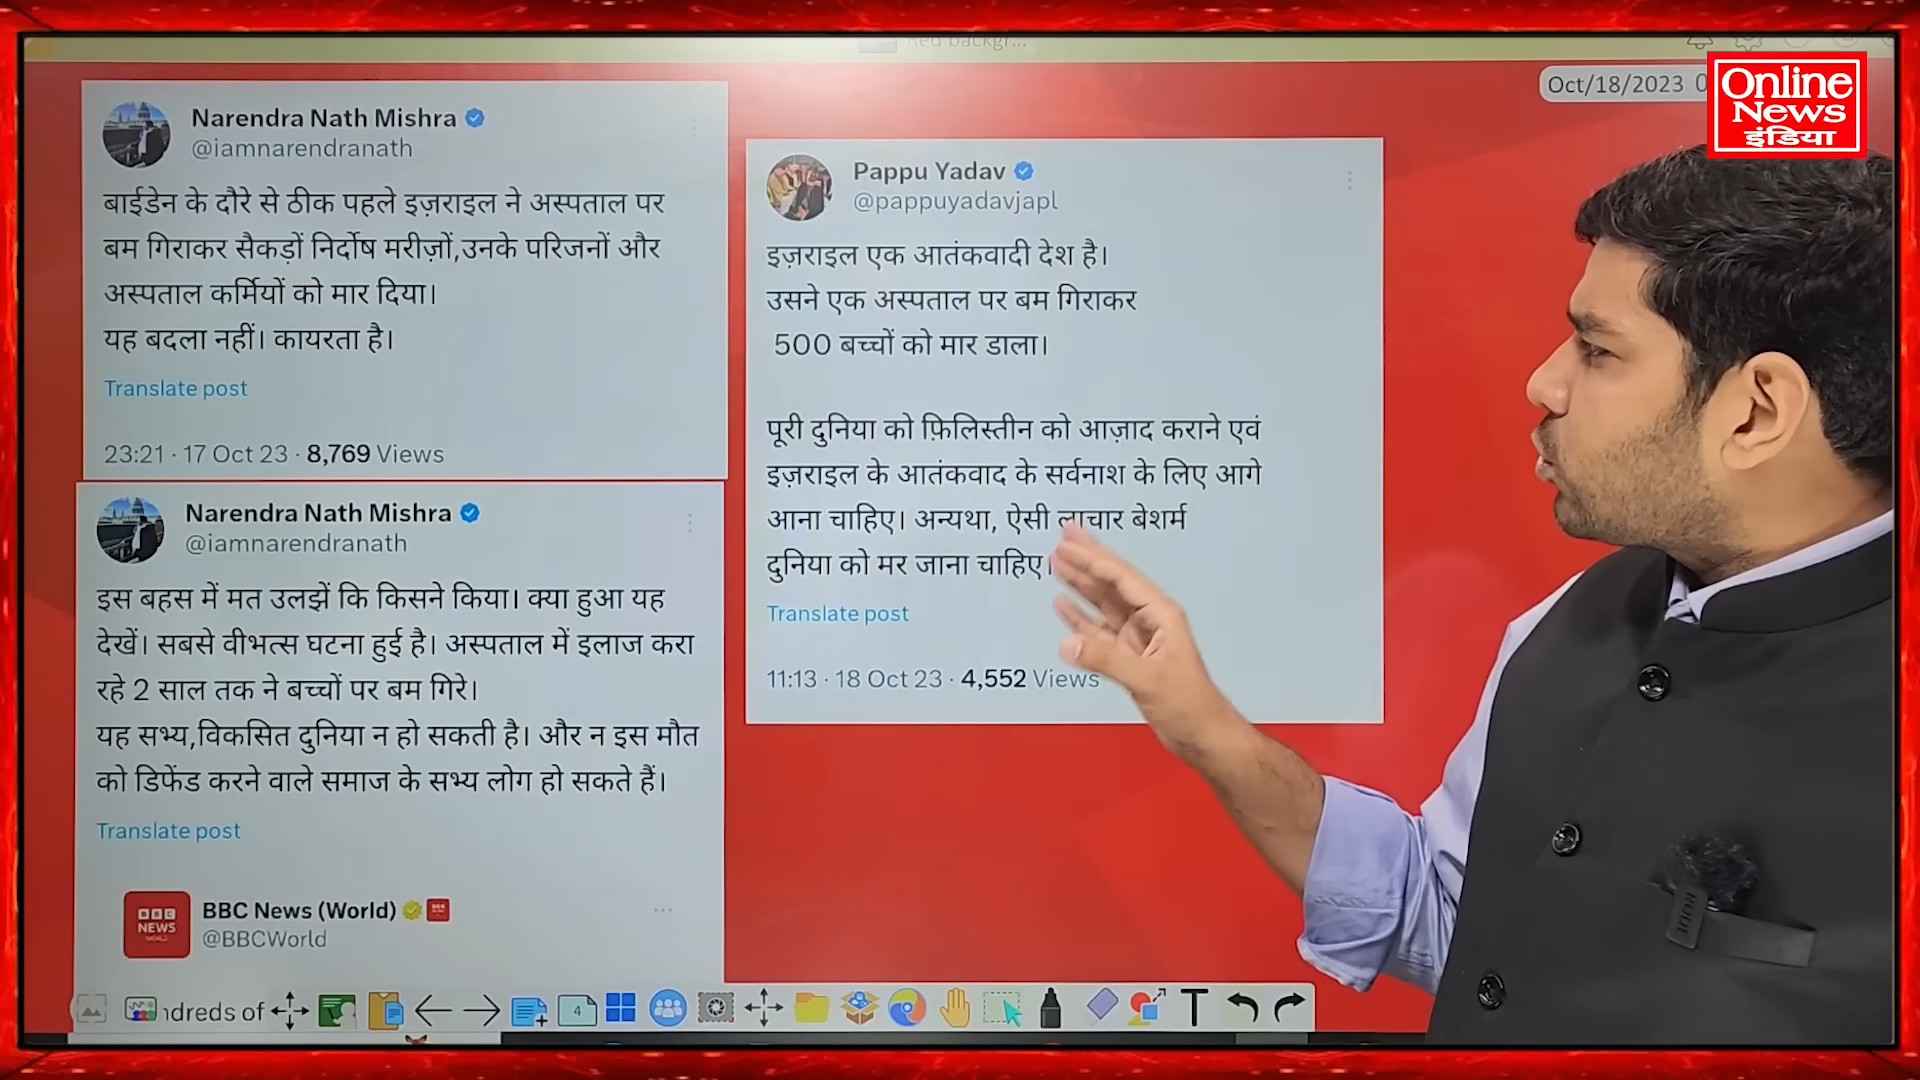 Red backgr...
Oct/18/2023 0
Online
News
इंडिया
Narendra Nath Mishra
@iamnarendranath
बाईडेन के दौरे से ठीक पहले इज़राइल ने अस्पताल पर
बम गिराकर सैकड़ों निर्दोष मरीज़ों,उनके परिजनों और
अस्पताल कर्मियों को मार दिया।
यह बदला नहीं। कायरता है।
Translate post
23:21 · 17 Oct 23 · 8,769 Views
Narendra Nath Mishra
@iamnarendranath
इस बहस में मत उलझें कि किसने किया। क्या हुआ यह
देखें। सबसे वीभत्स घटना हुई है। अस्पताल में इलाज करा
रहे 2 साल तक ने बच्चों पर बम गिरे।
यह सभ्य,विकसित दुनिया न हो सकती है। और न इस मौत
को डिफेंड करने वाले समाज के सभ्य लोग हो सकते हैं।
Translate post
BBC NEWS WORLD
BBC News (World)
@BBCWorld
ndreds of
4
T
Pappu Yadav
@pappuyadavjapl
इज़राइल एक आतंकवादी देश है।
उसने एक अस्पताल पर बम गिराकर
500 बच्चों को मार डाला।
पूरी दुनिया को फ़िलिस्तीन को आज़ाद कराने एवं
इज़राइल के आतंकवाद के सर्वनाश के लिए आगे
आना चाहिए। अन्यथा, ऐसी लाचार बेशर्म
दुनिया को मर जाना चाहिए।
Translate post
11:13 · 18 Oct 23 · 4,552 Views
RODE